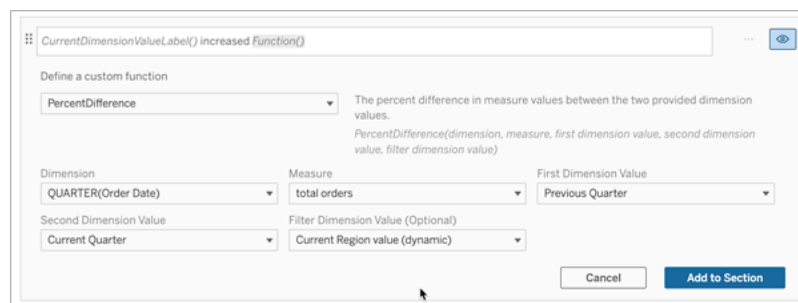 CurrentDimensionValueLabel() increased Function()
Define a custom function
PercentDifference
The percent difference in measure values between the two provided dimension
values.
PercentDifference(dimension, measure, first dimension value, second dimension
value, filter dimension value)
Dimension
Measure
First Dimension Value
QUARTER(Order Date)
total orders
Previous Quarter
Second Dimension Value
Filter Dimension Value (Optional)
Current Quarter
Current Region value (dynamic)
Cancel
Add to Section